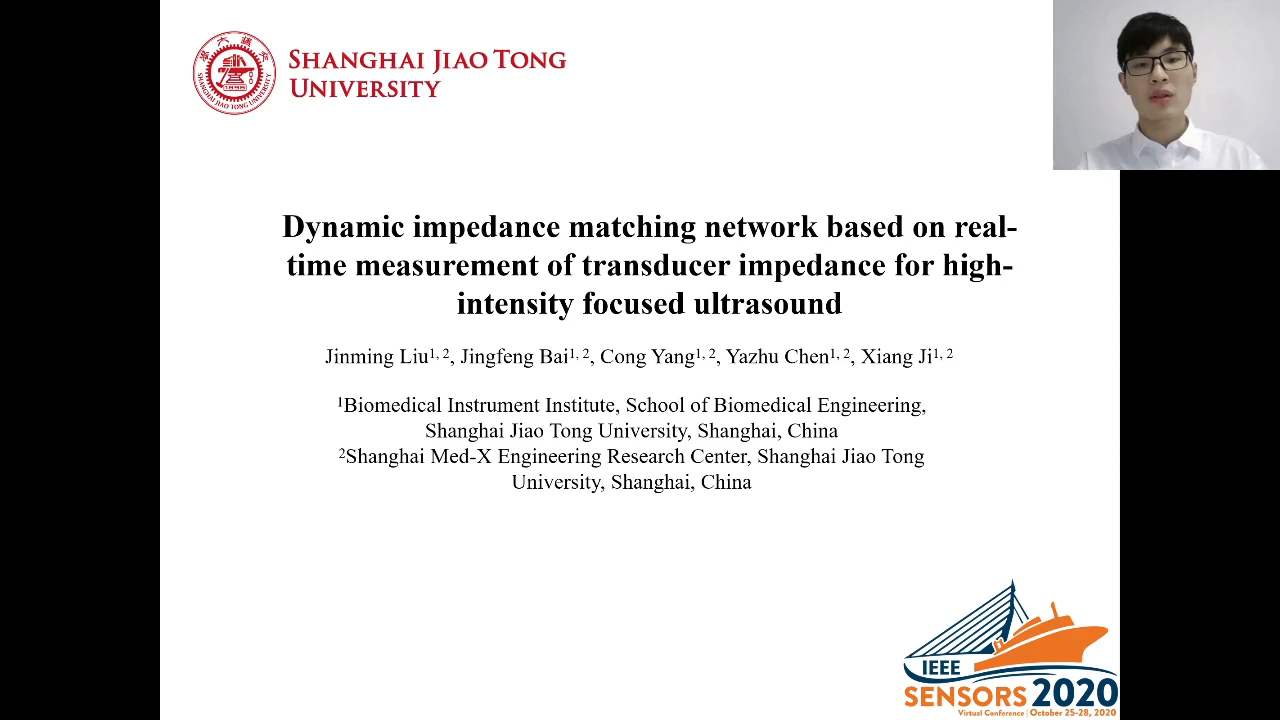 SHANGHAI JIAO TONG
UNIVERSITY
Dynamic impedance matching network based on real-
time measurement of transducer impedance for high-
intensity focused ultrasound
Jinming Liu1, 2, Jingfeng Bai1, 2, Cong Yang1, 2, Yazhu Chen1, 2, Xiang Ji1, 2
1Biomedical Instrument Institute, School of Biomedical Engineering,
Shanghai Jiao Tong University, Shanghai, China
2Shanghai Med-X Engineering Research Center, Shanghai Jiao Tong
University, Shanghai, China
IEEE
SENSORS 2020
Virtual Conference | October 25-28, 2020